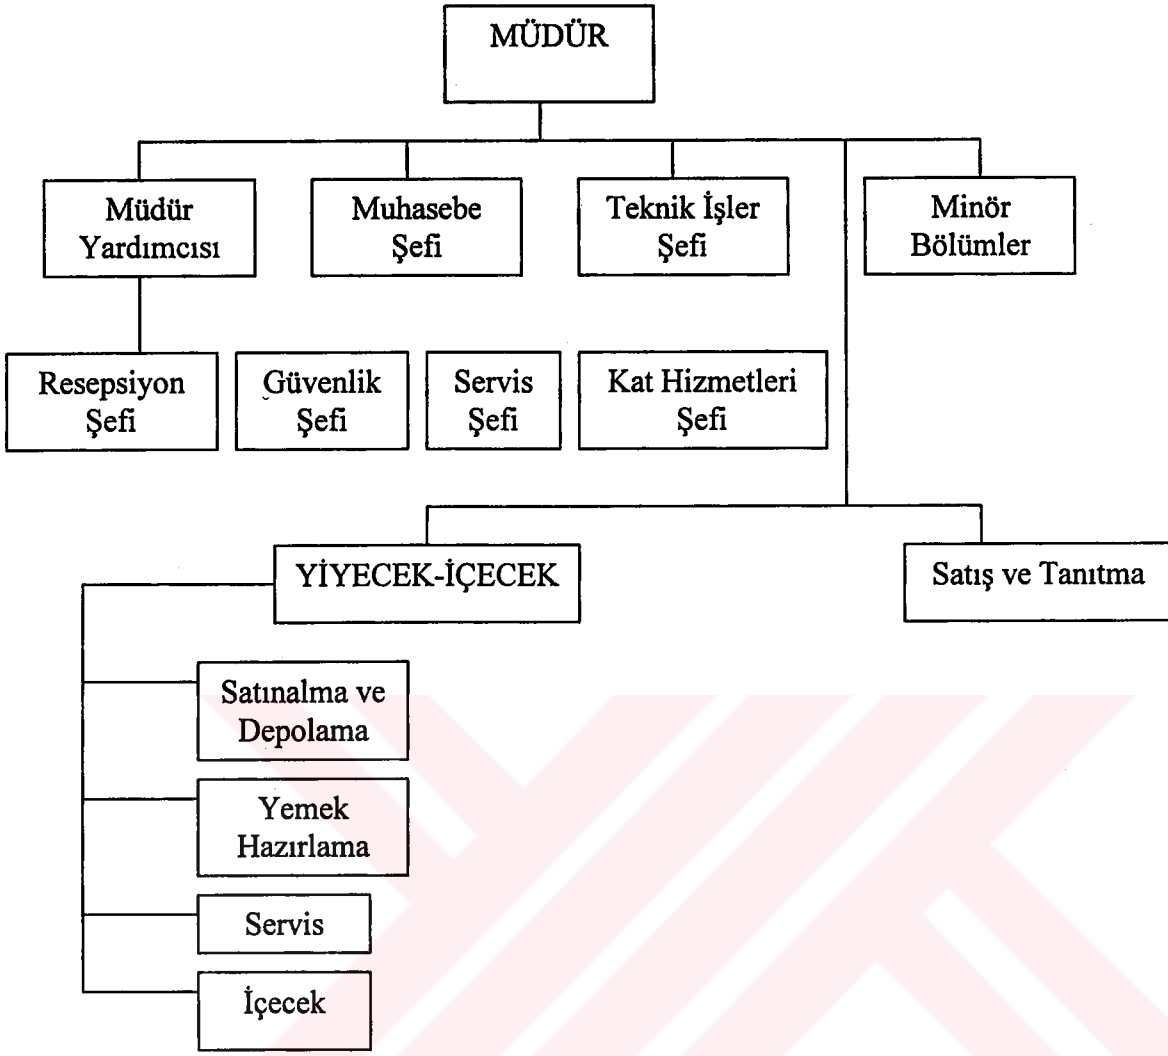 MÜDÜR
Müdür
Yardımcısı
Muhasebe
Şefi
Teknik İşler
Şefi
Minör
Bölümler
Resepsiyon
Şefi
Güvenlik
Şefi
Servis
Şefi
Kat Hizmetleri
Şefi
YİYECEK-İÇECEK
Satış ve Tanıtma
Satınalma ve
Depolama
Yemek
Hazırlama
Servis
İçecek